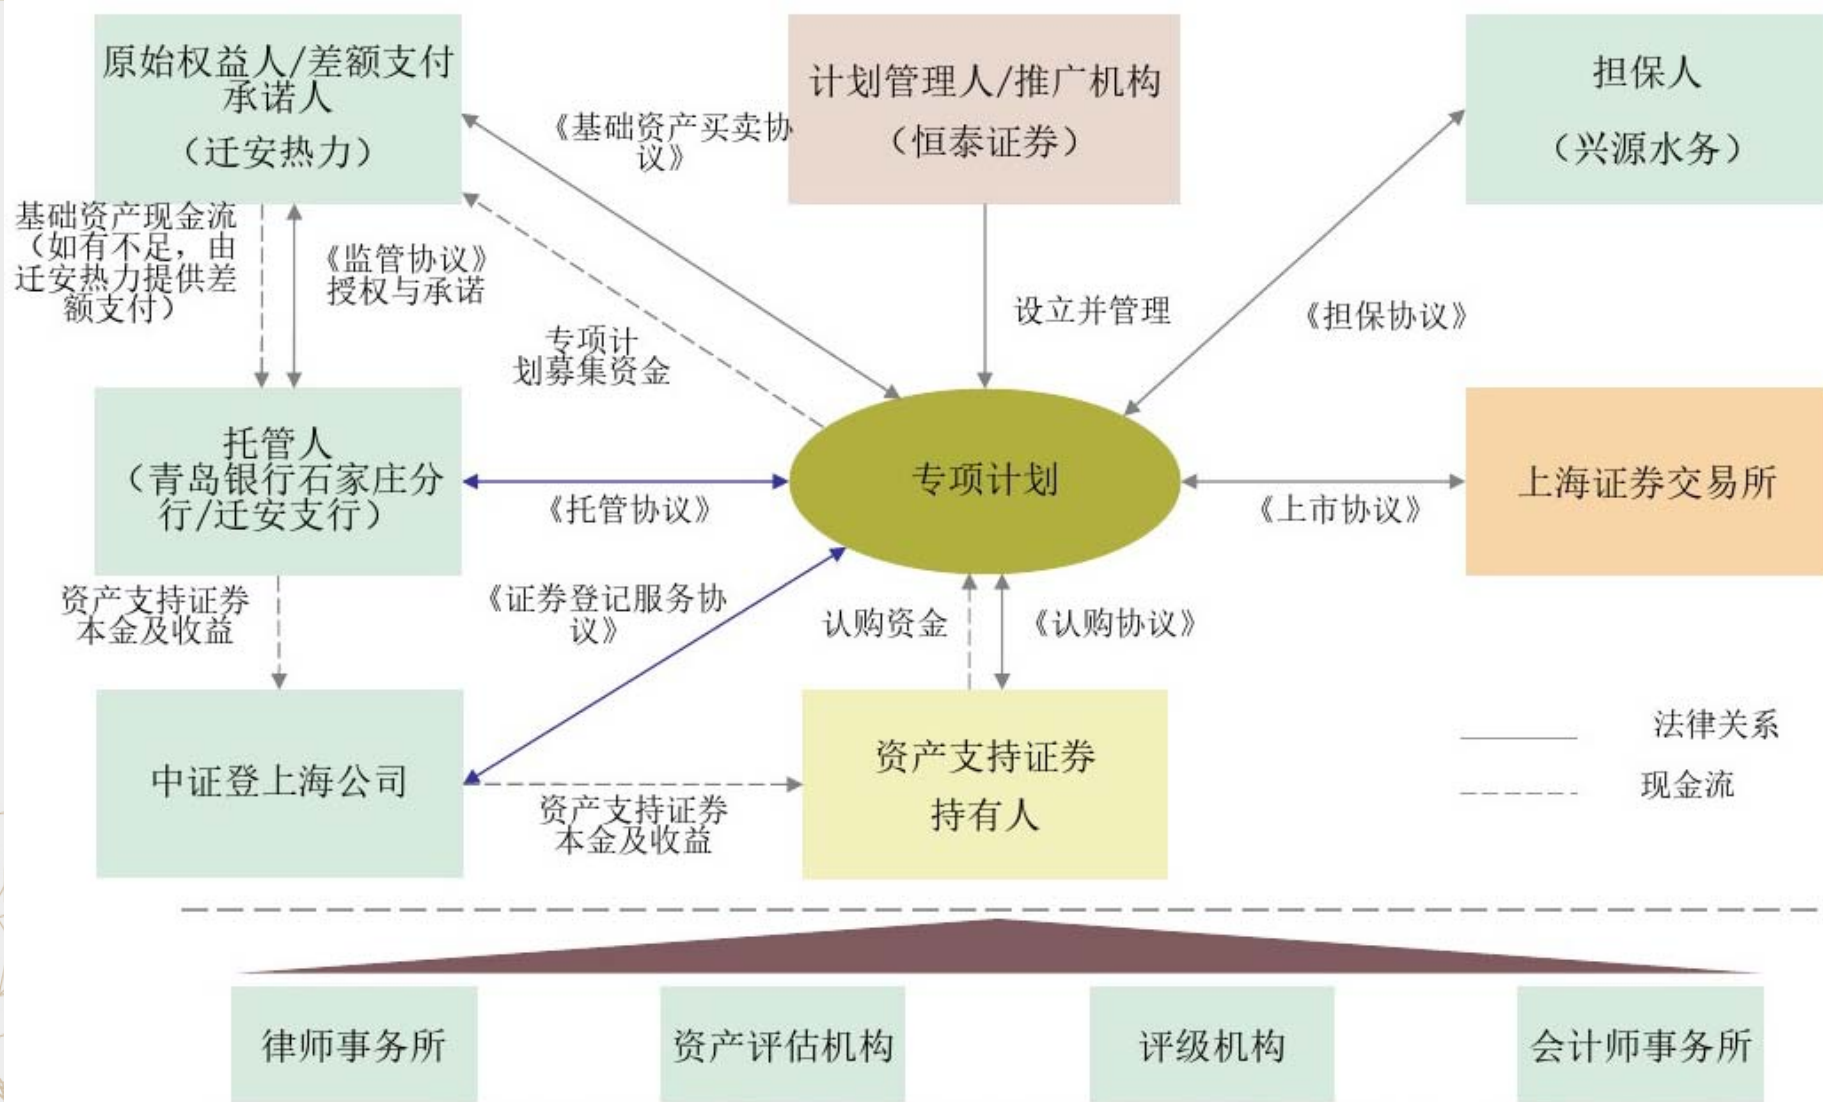 原始权益人/差额支付
承诺人
（迁安热力）
计划管理人/推广机构
（恒泰证券）
担保人
（兴源水务）
《基础资产买卖协
议》
基础资产现金流
（如有不足，由
迁安热力提供差
额支付）
《监管协议》
授权与承诺
专项计
划募集资金
设立并管理
《担保协议》
托管人
（青岛银行石家庄分
行/迁安支行）
《托管协议》
专项计划
《上市协议》
上海证券交易所
资产支持证券
本金及收益
《证券登记服务协
议》
认购资金
《认购协议》
中证登上海公司
资产支持证券
本金及收益
资产支持证券
持有人
法律关系
现金流
律师事务所
资产评估机构
评级机构
会计师事务所